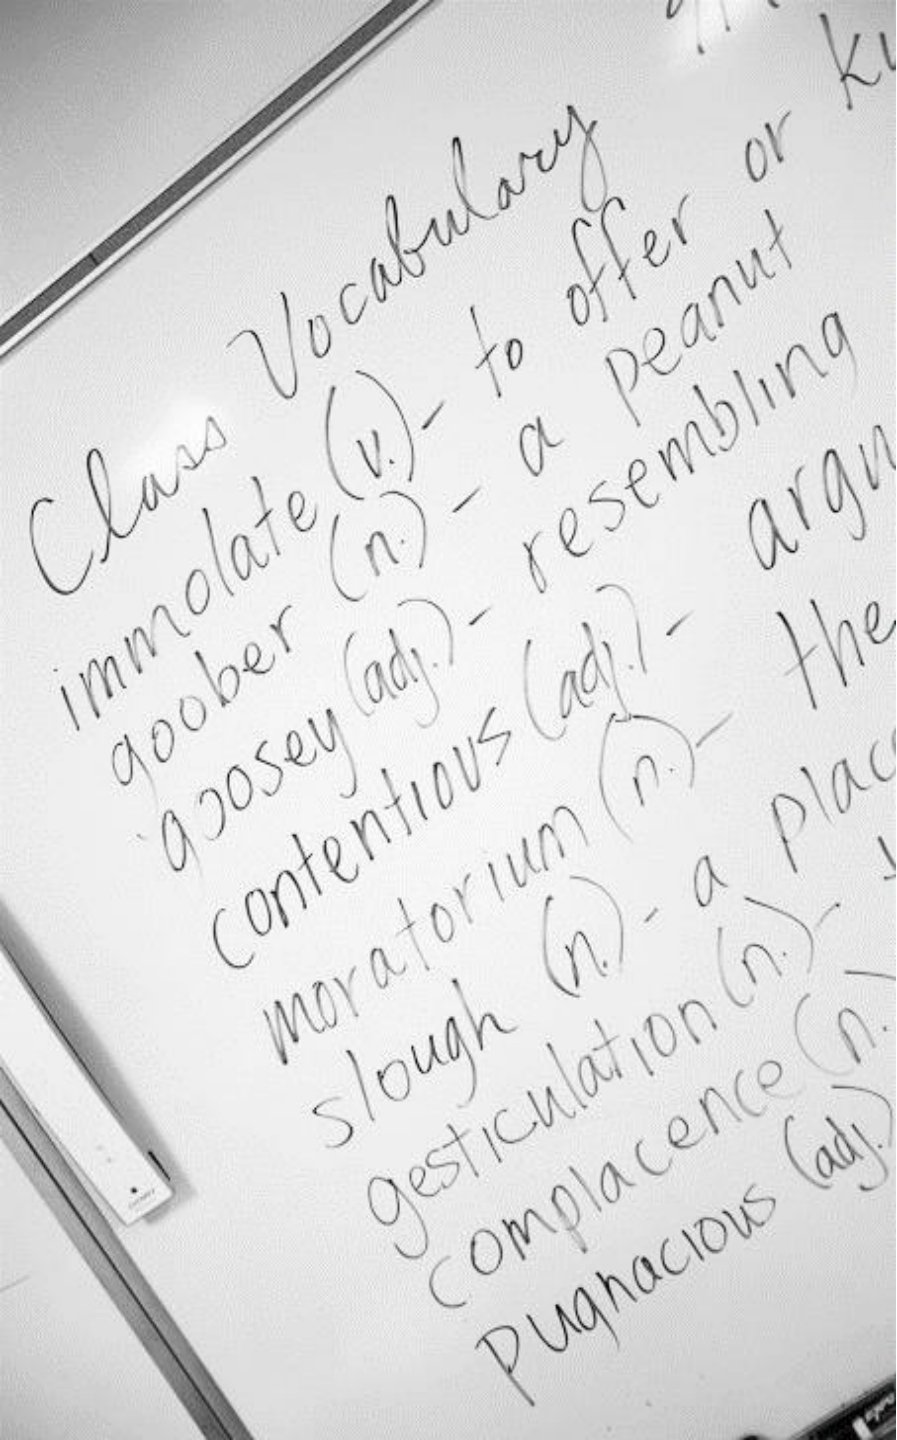 Class Vocabulary
immolate (v.) - to offer or
goober (n.) - a peanut
goosey (adj.) - resembling
contentious (adj.) - argu
moratorium (n.) - the
slough (n.) - a plac
gesticulation (n.) -
complacence (n.
pugnacious (adj.)